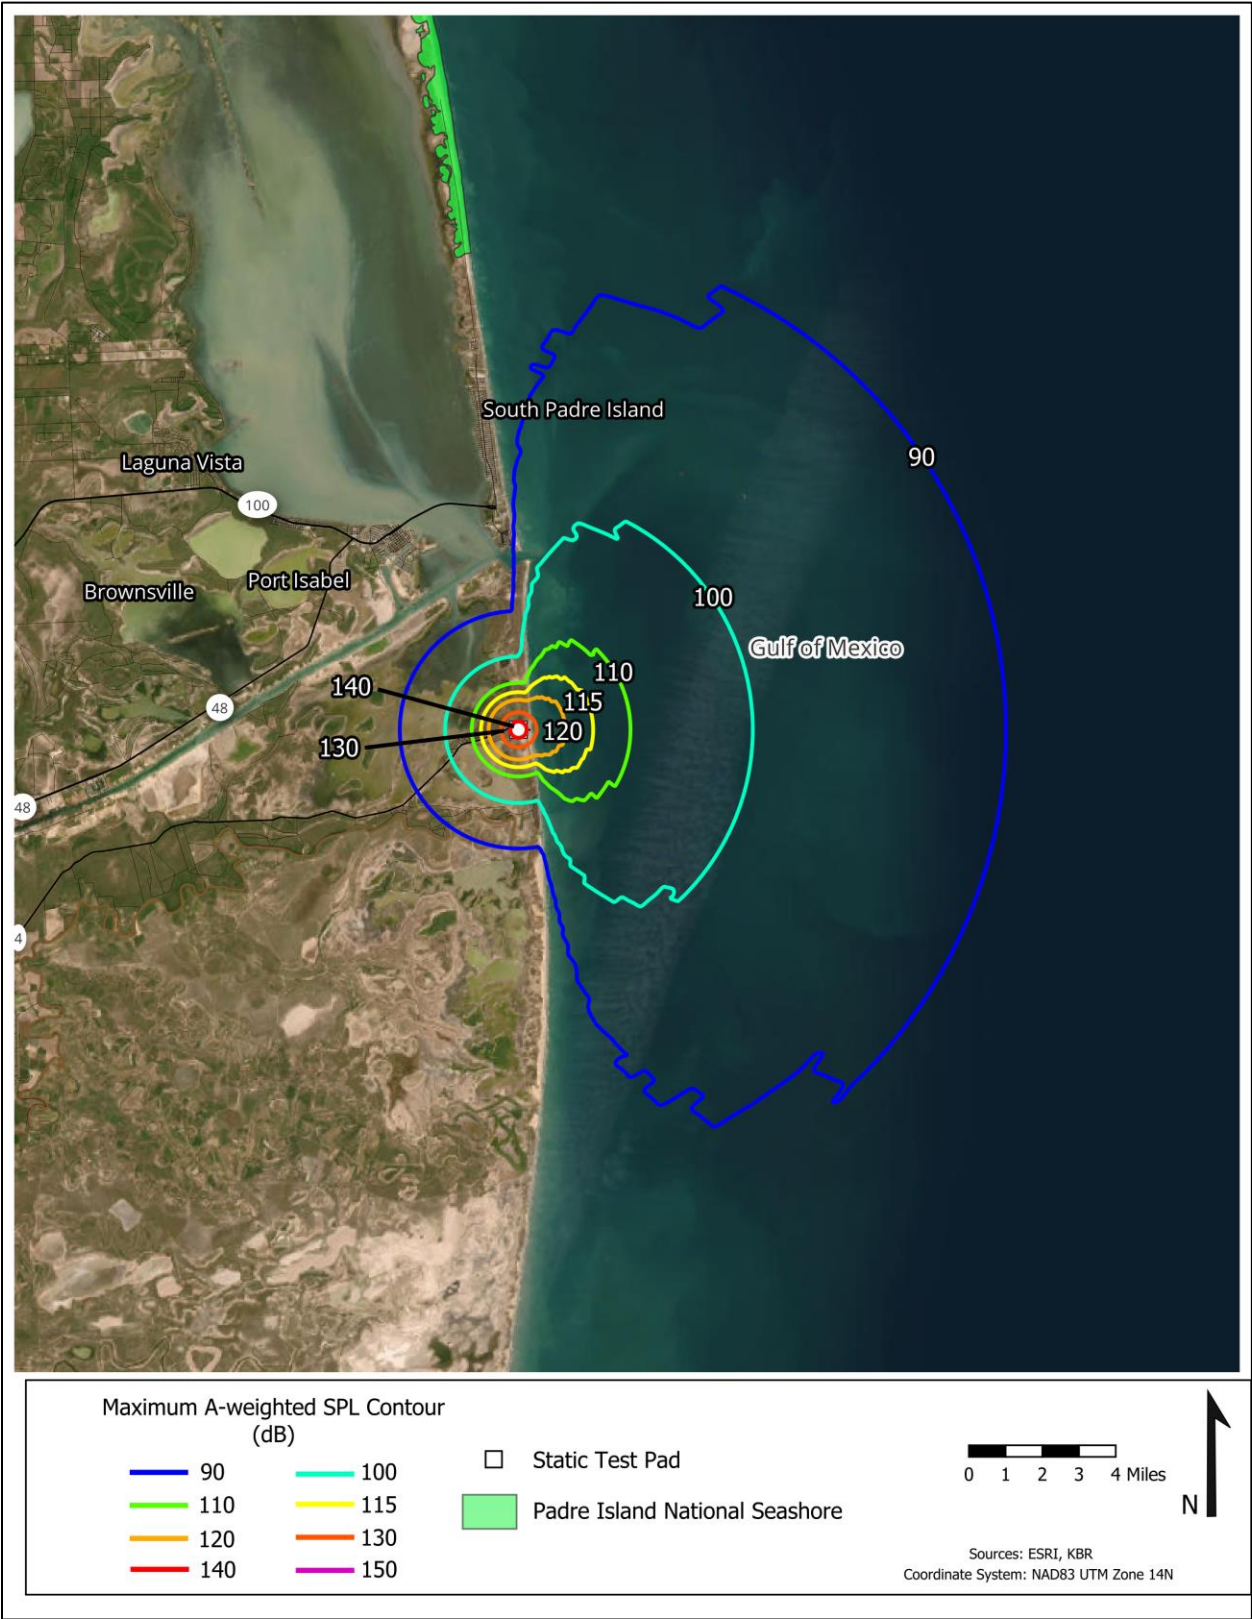 South Padre Island
90
Laguna Vista
100
Brownsville
Port Isabel
100
Gulf of Mexico
110
140
115
48
120
130
48
4
Maximum A-weighted SPL Contour
(dB)
90
100
110
115
120
130
140
150
Static Test Pad
Padre Island National Seashore
0 1 2 3 4 Miles
N
Sources: ESRI, KBR
Coordinate System: NAD83 UTM Zone 14N